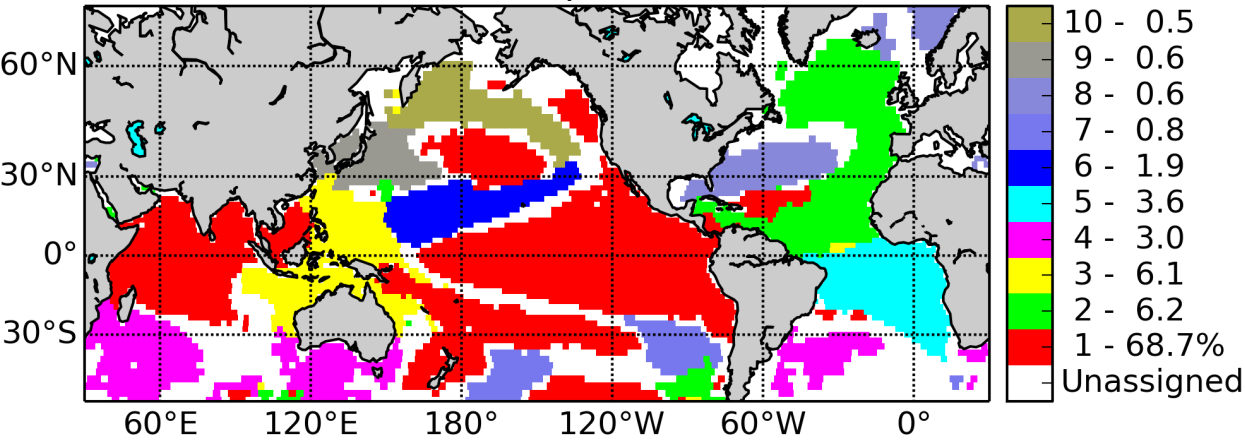 60°N
30°N
0°
30°S
60°E 120°E 180° 120°W 60°W 0°
10 - 0.5
9 - 0.6
8 - 0.6
7 - 0.8
6 - 1.9
5 - 3.6
4 - 3.0
3 - 6.1
2 - 6.2
1 - 68.7%
Unassigned